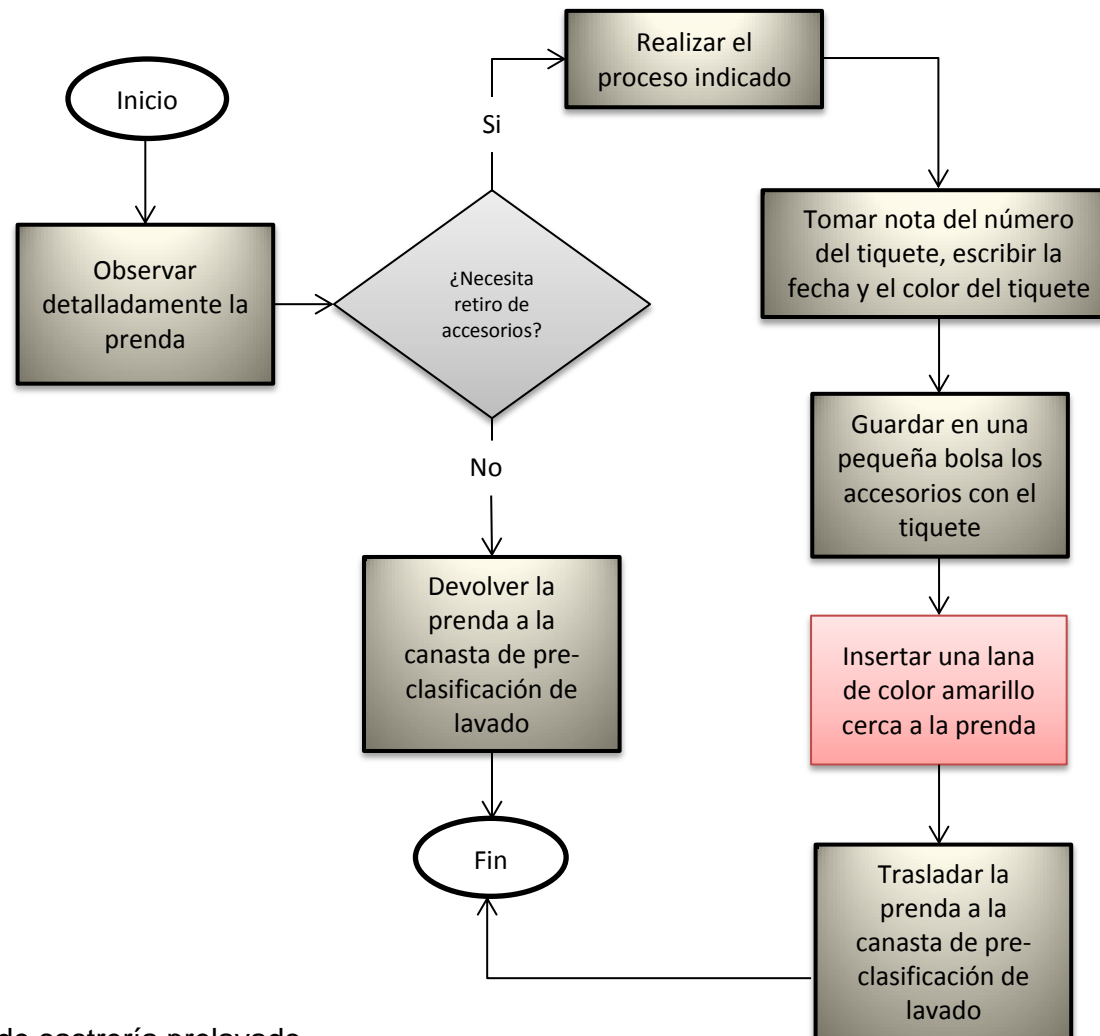 Inicio
Observar
detalladamente la
prenda
¿Necesita
retiro de
accesorios?
Si
Realizar el
proceso indicado
Tomar nota del número
del tiquete, escribir la
fecha y el color del tiquete
Guardar en una
pequeña bolsa los
accesorios con el
tiquete
Insertar una lana
de color amarillo
cerca a la prenda
Trasladar la
prenda a la
canasta de pre-
clasificación de
lavado
No
Devolver la
prenda a la
canasta de pre-
clasificación de
lavado
Fin
de sastrería prelavado